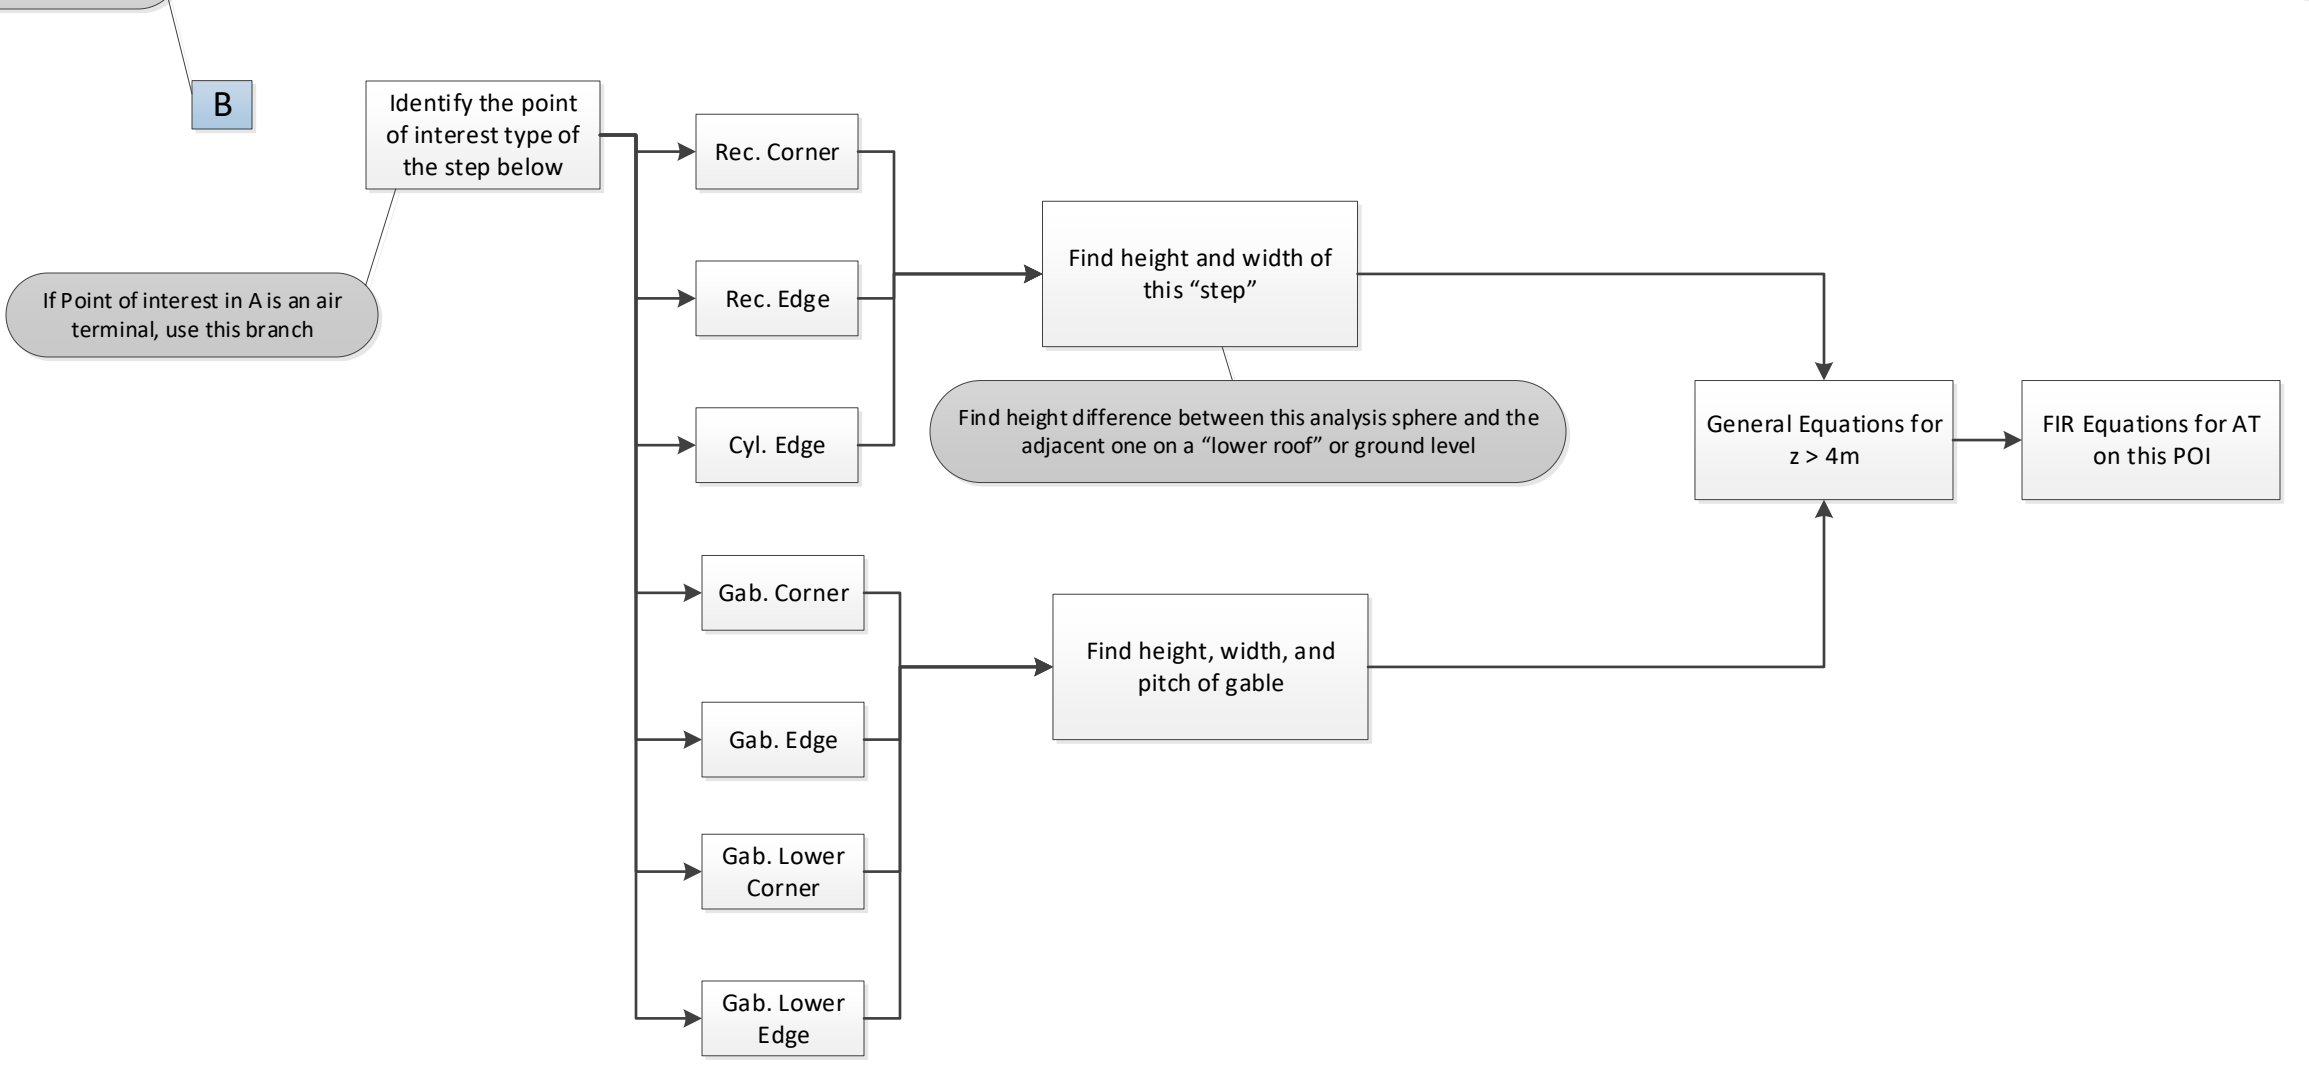 B
Identify the point
of interest type of
the step below
If Point of interest in A is an air
terminal, use this branch
Rec. Corner
Rec. Edge
Cyl. Edge
Gab. Corner
Gab. Edge
Gab. Lower
Corner
Gab. Lower
Edge
Find height and width of
this “step”
Find height difference between this analysis sphere and the
adjacent one on a “lower roof” or ground level
Find height, width, and
pitch of gable
General Equations for
z > 4m
FIR Equations for AT
on this POI